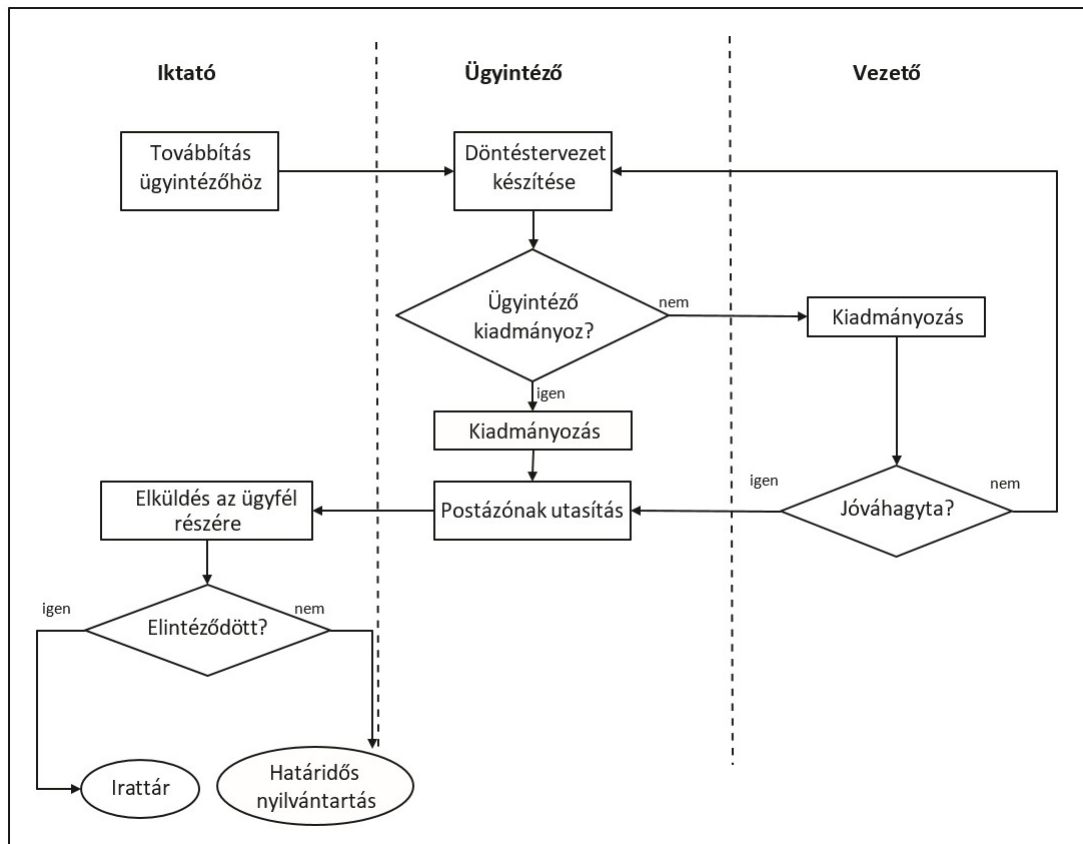 Iktató
Ügyintéző
Vezető
Továbbítás
ügyintézőhöz
Döntéstervezet
készítése
Ügyintéző
kiadmányoz?
nem
Kiadmányozás
igen
Kiadmányozás
Elküldés az ügyfél
részére
Postázónak utasítás
igen
Jóváhagyta?
nem
igen
Elintéződött?
nem
Irattár
Határidős
nyilvántartás